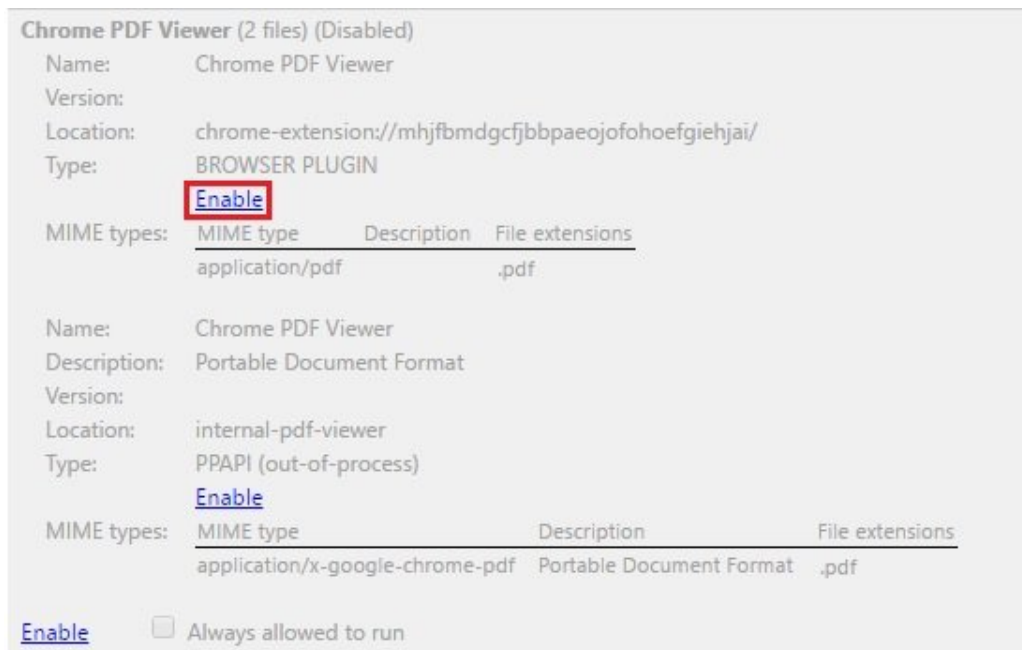 Chrome PDF Viewer (2 files) (Disabled)
Name: Chrome PDF Viewer
Version:
Location: chrome-extension://mhjfbmdgcfjbbpaeojofohoefgiehjai/
Type: BROWSER PLUGIN
Enable
MIME types: MIME type Description File extensions
application/pdf .pdf
Name: Chrome PDF Viewer
Description: Portable Document Format
Version:
Location: internal-pdf-viewer
Type: PPAPI (out-of-process)
Enable
MIME types: MIME type Description File extensions
application/x-google-chrome-pdf Portable Document Format .pdf
Enable Always allowed to run